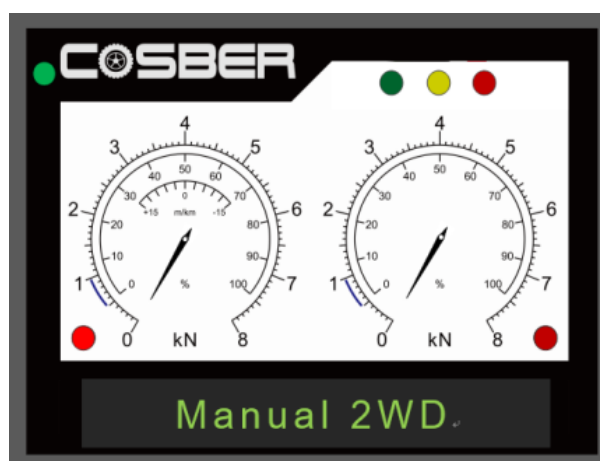 COSBER
4 4
3 5 3 5
40 50 60 40 50 60
30 70 30 70
0
+15 m/km -15
2 6 2 6
20 80 20 80
10 90 10 90
1 0 % 100 7 1 0 % 100 7
0 kN 8 0 kN 8
Manual 2WD